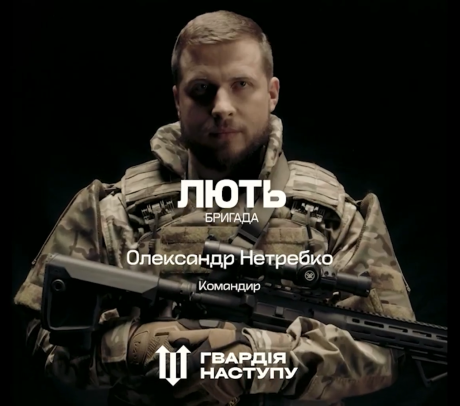 ЛЮТЬ
БРИГАДА
Олександр Нетребко
Командир
ГВАРДІЯ
НАСТУПУ